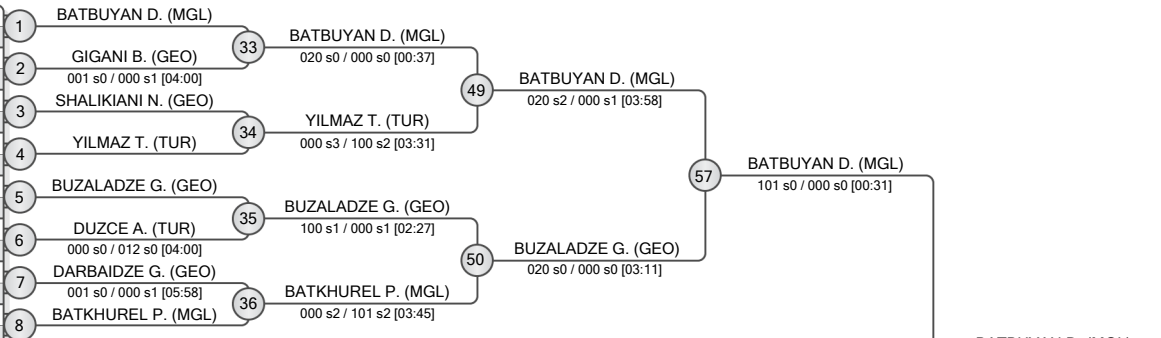 1
BATBUYAN D. (MGL)
2
GIGANI B. (GEO)
001 s0 / 000 s1 [04:00]
3
SHALIKIANI N. (GEO)
4
YILMAZ T. (TUR)
5
BUZALADZE G. (GEO)
6
DUZCE A. (TUR)
000 s0 / 012 s0 [04:00]
7
DARBAIDZE G. (GEO)
001 s0 / 000 s1 [05:58]
8
BATKHUREL P. (MGL)
33
BATBUYAN D. (MGL)
020 s0 / 000 s0 [00:37]
34
YILMAZ T. (TUR)
000 s3 / 100 s2 [03:31]
35
BUZALADZE G. (GEO)
100 s1 / 000 s1 [02:27]
36
BATKHUREL P. (MGL)
000 s2 / 101 s2 [03:45]
49
BATBUYAN D. (MGL)
020 s2 / 000 s1 [03:58]
50
BUZALADZE G. (GEO)
020 s0 / 000 s0 [03:11]
57
BATBUYAN D. (MGL)
101 s0 / 000 s0 [00:31]